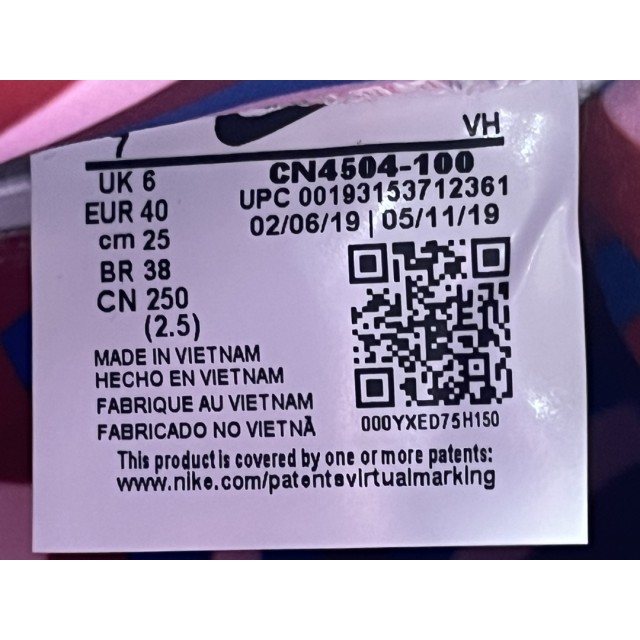 7
VH
UK 6
EUR 40
cm 25
BR 38
CN 250
(2.5)
CN4504-100
UPC 00193153712361
02/06/19 | 05/11/19
MADE IN VIETNAM
HECHO EN VIETNAM
FABRIQUE AU VIETNAM
FABRICADO NO VIETNÃ
000YXED75H150
This product is covered by one or more patents:
www.nike.com/patentsvirtualmarking